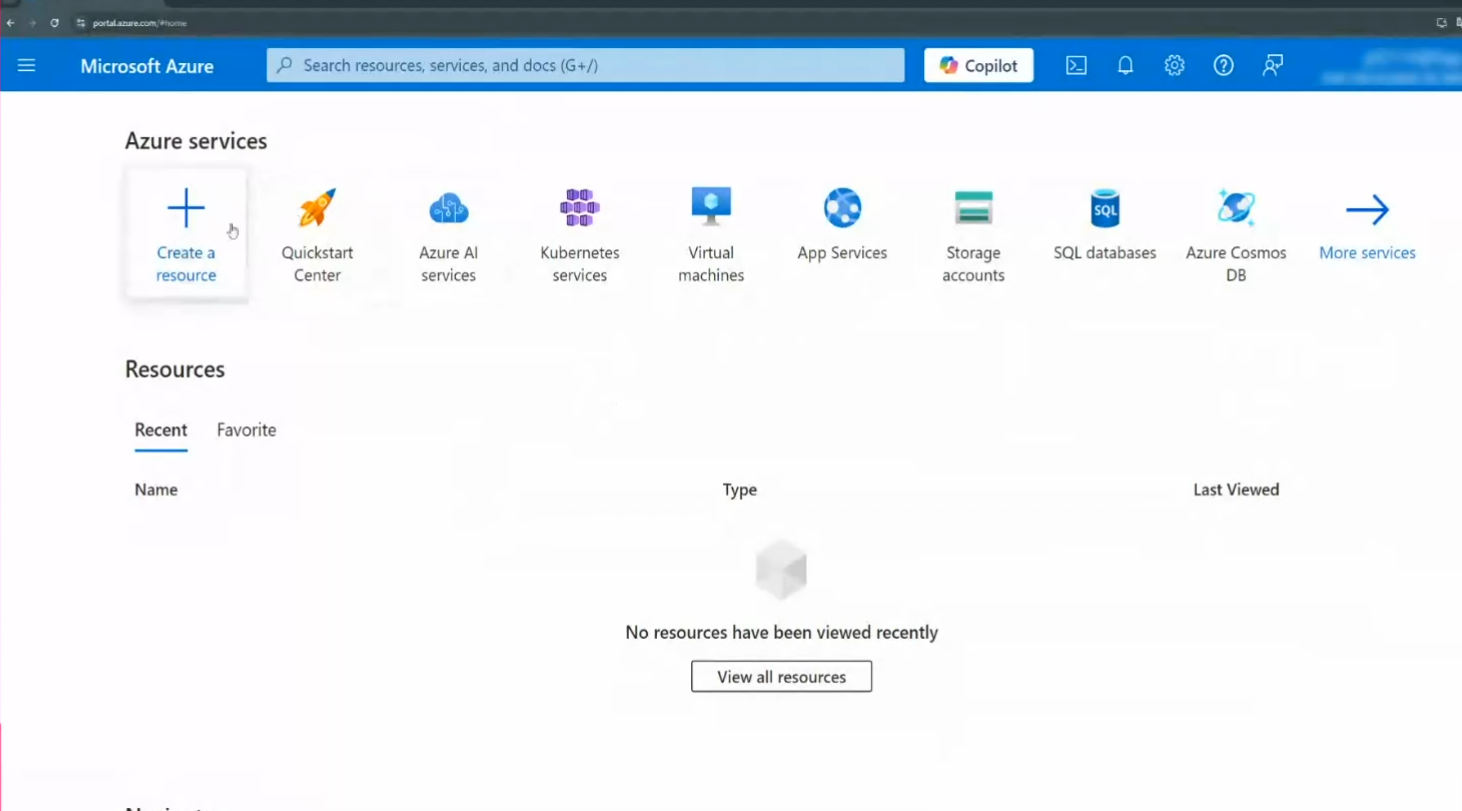 portal.azure.com/#home
Microsoft Azure
Search resources, services, and docs (G+/)
Copilot
Azure services
Create a
resource
Quickstart
Center
Azure AI
services
Kubernetes
services
Virtual
machines
App Services
Storage
accounts
SQL
SQL databases
Azure Cosmos
DB
More services
Resources
Recent
Favorite
Name
Type
Last Viewed
No resources have been viewed recently
View all resources